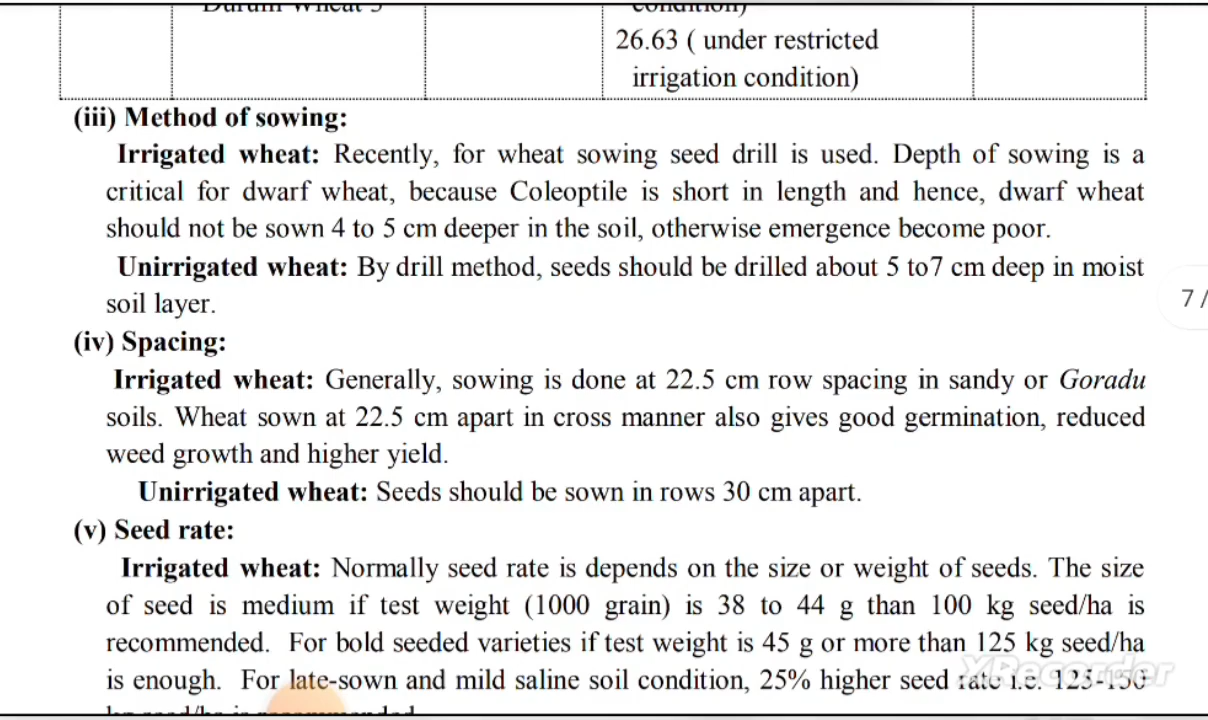 Durum Wheat 3 condition)
26.63 ( under restricted
irrigation condition)
(iii) Method of sowing:
Irrigated wheat: Recently, for wheat sowing seed drill is used. Depth of sowing is a
critical for dwarf wheat, because Coleoptile is short in length and hence, dwarf wheat
should not be sown 4 to 5 cm deeper in the soil, otherwise emergence become poor.
Unirrigated wheat: By drill method, seeds should be drilled about 5 to7 cm deep in moist
soil layer.
7/
(iv) Spacing:
Irrigated wheat: Generally, sowing is done at 22.5 cm row spacing in sandy or Goradu
soils. Wheat sown at 22.5 cm apart in cross manner also gives good germination, reduced
weed growth and higher yield.
Unirrigated wheat: Seeds should be sown in rows 30 cm apart.
(v) Seed rate:
Irrigated wheat: Normally seed rate is depends on the size or weight of seeds. The size
of seed is medium if test weight (1000 grain) is 38 to 44 g than 100 kg seed/ha is
recommended. For bold seeded varieties if test weight is 45 g or more than 125 kg seed/ha
is enough. For late-sown and mild saline soil condition, 25% higher seed rate i.e. 125-150
XRecorder